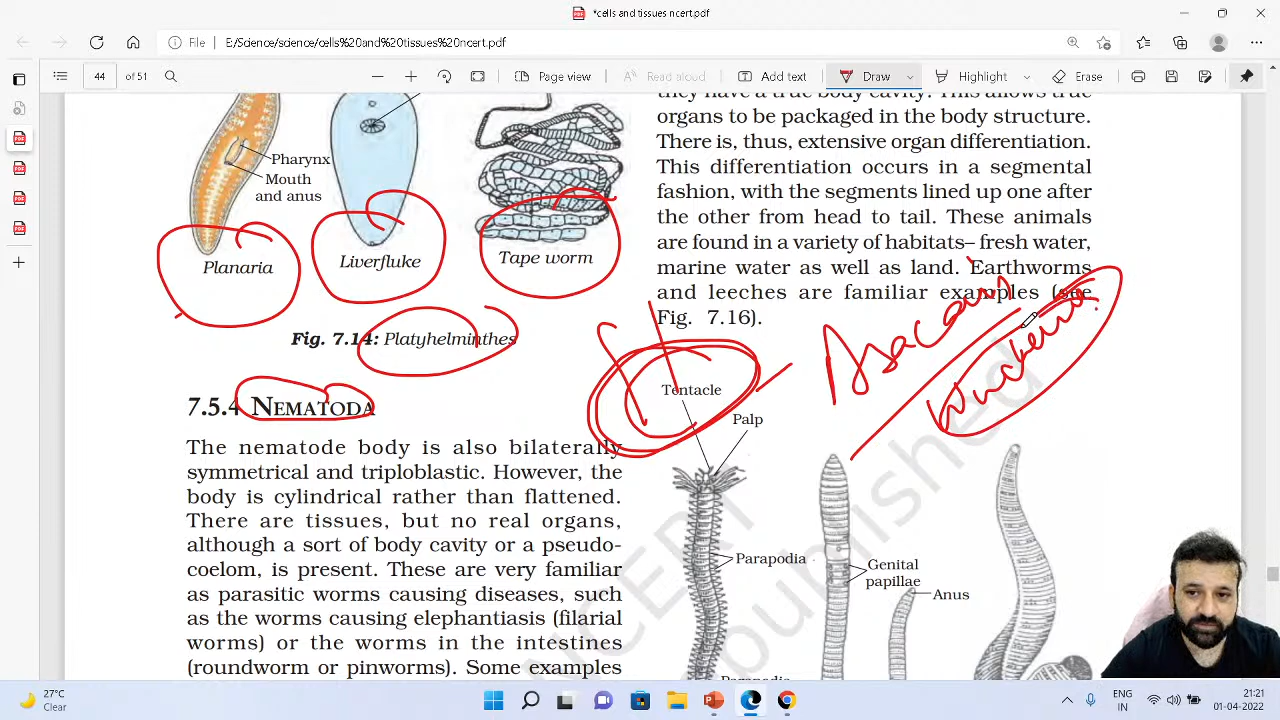 *cells and tissues ncert.pdf
File E:/Science/science/cells%20and%20tissues%20ncert.pdf
44 of 51 Page view Read aloud Add text Draw Highlight Erase
Pharynx
Mouth
and anus
Planaria
Liverfluke
Tape worm
Fig. 7.14: Platyhelminthes
7.5.4 NEMATODA
The nematode body is also bilaterally
symmetrical and triploblastic. However, the
body is cylindrical rather than flattened.
There are tissues, but no real organs,
although a sort of body cavity or a pseudo-
coelom, is present. These are very familiar
as parasitic worms causing diseases, such
as the worms causing elephantiasis (filarial
worms) or the worms in the intestines
(roundworm or pinworms). Some examples
they have a true body cavity. This allows true
organs to be packaged in the body structure.
There is, thus, extensive organ differentiation.
This differentiation occurs in a segmental
fashion, with the segments lined up one after
the other from head to tail. These animals
are found in a variety of habitats– fresh water,
marine water as well as land. Earthworms
and leeches are familiar examples (see
Fig. 7.16).
Tentacle
Palp
Parapodia
Genital
papillae
Anus
Parapodia
27°C
Clear
ENG
IN
21:21
01-04-2022